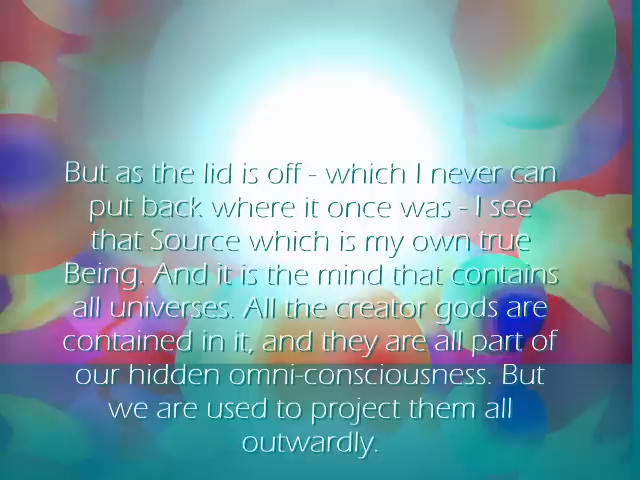 But as the lid is off - which I never can
put back where it once was - I see
that Source which is my own true
Being. And it is the mind that contains
all universes. All the creator gods are
contained in it, and they are all part of
our hidden omni-consciousness. But
we are used to project them all
outwardly.